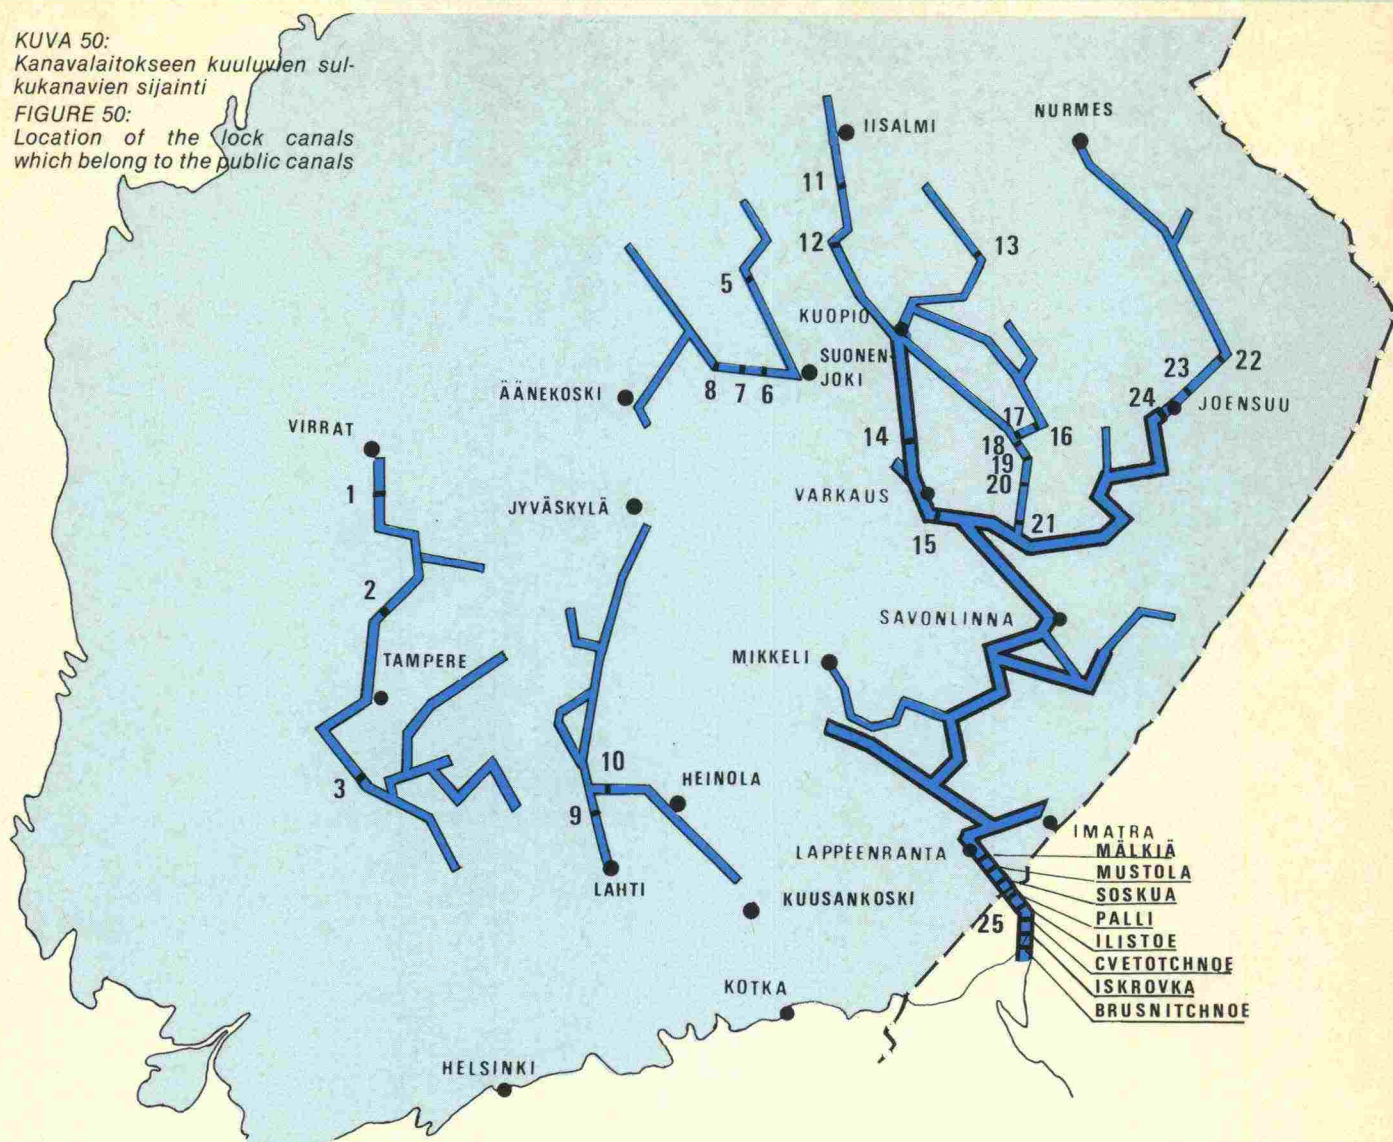 KUVA 50:
Kanavalaitokseen kuuluvien sul-
kukanavien sijainti
FIGURE 50:
Location of the lock canals
which belong to the public canals
NURMES
IISALMI
11
12
13
5
KUOPIO
SUONEN-
JOKI
8 7 6
ÄÄNEKOSKI
22
23
24
JOENSUU
17
16
18
19
20
21
14
VARKAUS
15
VIRRAT
1
JYVÄSKYLÄ
2
TAMPERE
3
SAVONLINNA
MIKKELI
10
HEINOLA
9
LAHTI
KUUSANKOSKI
IMATRA
LAPPEENRANTA
MÄLKIÄ
MUSTOLA
SOSKUA
PALLI
ILISTOE
CVETOTCHNOE
ISKROVKA
BRUSNITCHNOE
25
KOTKA
HELSINKI